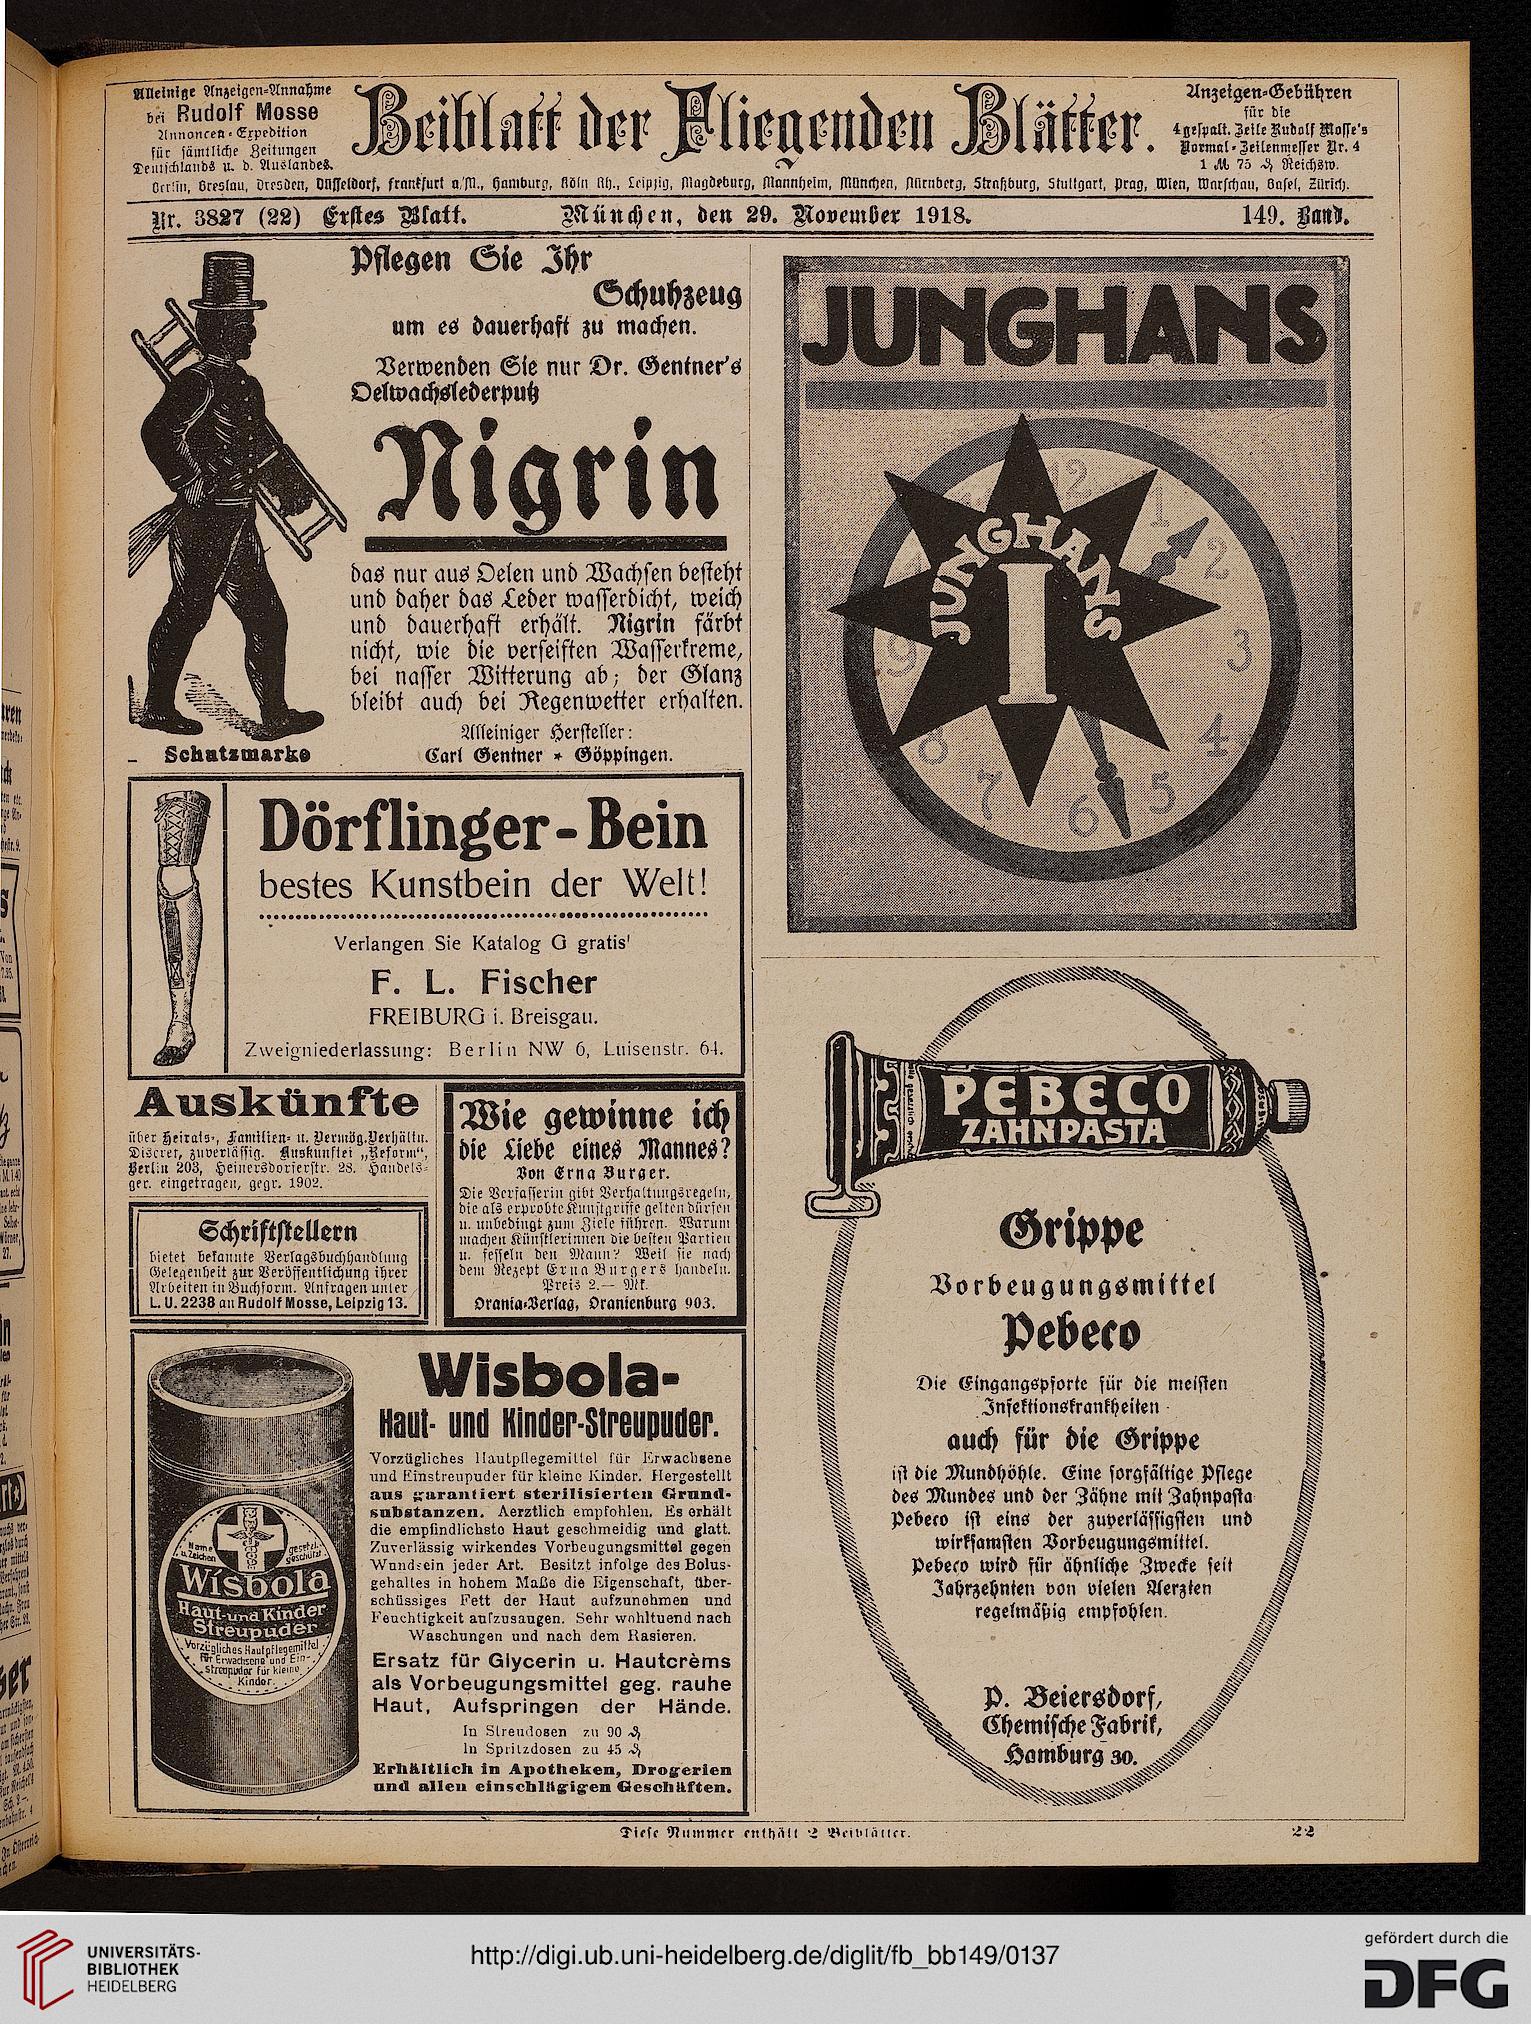 Alleinige Anzeigen-Annahme
bei Rudolf Mosse
Annoncen-Expedition
für sämtliche Zeitungen
Deutschlands u. d. Auslandes.
Beiblatt der Fliegenden Blätter.
Anzeigen-Gebühren
für die
4 gespalt. Zeile Rudolf Mosse's
Normal-Zeilenmesser Nr. 4
1 ℳ 75 ₰ Reichsw.
Berlin, Breslau, Dresden, Düsseldorf, Frankfurt a/M., Hamburg, Köln Rh., Leipzig, Magdeburg, Mannheim, München, Nürnberg, Straßburg, Stuttgart, Prag, Wien, Warschau, Basel, Zürich.
Nr. 3827 (22) Erstes Blatt. München, den 29. November 1918. 149. Band.
Pflegen Sie Ihr
Schuhzeug
um es dauerhaft zu machen.
Verwenden Sie nur Dr. Gentner's
Oelwachslederputz
Nigrin
das nur aus Oelen und Wachsen besteht
und daher das Leder wasserdicht, weich
und dauerhaft erhält. Nigrin färbt
nicht, wie die verseiften Wasserkreme,
bei nasser Witterung ab; der Glanz
bleibt auch bei Regenwetter erhalten.
Alleiniger Hersteller:
Carl Gentner * Göppingen.
Schutzmarke
Dörflinger-Bein
bestes Kunstbein der Welt!
Verlangen Sie Katalog G gratis!
F. L. Fischer
FREIBURG i. Breisgau.
Zweigniederlassung: Berlin NW 6, Luisenstr. 64.
Auskünfte
über Heirats-, Familien- u. Vermög.Verhältn.
Discret, zuverlässig. Auskunftei „Reform“,
Berlin 203, Heinersdorferstr. 28. Handels-
ger. eingetragen, gegr. 1902.
Schriftstellern
bietet bekannte Verlagsbuchhandlung
Gelegenheit zur Veröffentlichung ihrer
Arbeiten in Buchform. Anfragen unter
L. U. 2238 an Rudolf Mosse, Leipzig 13.
Wie gewinne ich
die Liebe eines Mannes?
Von Erna Burger.
Die Verfasserin gibt Verhaltungsregeln,
die als erprobte Kunstgriffe gelten dürfen
u. unbedingt zum Ziele führen. Warum
machen Künstlerinnen die besten Partien
u. fesseln den Mann? Weil sie nach
dem Rezept Erna Burgers handeln.
Preis 2.— Mk.
Orania-Verlag, Oranienburg 903.
Wisbola-
Haut- und Kinder-Streupuder.
Vorzügliches Hautpflegemittel für Erwachsene
und Einstreupuder für kleine Kinder. Hergestellt
aus garantiert sterilisierten Grund-
substanzen. Aerztlich empfohlen. Es erhält
die empfindlichste Haut geschmeidig und glatt.
Zuverlässig wirkendes Vorbeugungsmittel gegen
Wundsein jeder Art. Besitzt infolge des Bolus-
gehaltes in hohem Maße die Eigenschaft, über-
schüssiges Fett der Haut aufzunehmen und
Feuchtigkeit aufzusaugen. Sehr wohltuend nach
Waschungen und nach dem Rasieren.
Ersatz für Glycerin u. Hautcrèms
als Vorbeugungsmittel geg. rauhe
Haut, Aufspringen der Hände.
In Streudosen zu 90 ₰
In Spritzdosen zu 45 ₰
Erhältlich in Apotheken, Drogerien
und allen einschlägigen Geschäften.
Name
u. Zeichen
gesetzl.
geschützt
Wisbola
Haut- und Kinder
Streupuder
Vorzügliches Hautpflegemittel
für Erwachsene und Ein-
streupuder für kleine
Kinder.
JUNGHANS
JUNGHANS
12
1
2
3
4
5
6
7
8
9
PEBECO
ZAHNPASTA
Grippe
Vorbeugungsmittel
Pebeco
Die Eingangspforte für die meisten
Infektionskrankheiten
auch für die Grippe
ist die Mundhöhle. Eine sorgfältige Pflege
des Mundes und der Zähne mit Zahnpasta
Pebeco ist eins der zuverlässigsten und
wirksamsten Vorbeugungsmittel.
Pebeco wird für ähnliche Zwecke seit
Jahrzehnten von vielen Aerzten
regelmäßig empfohlen.
P. Beiersdorf,
Chemische Fabrik,
Hamburg 30.
Diese Nummer enthält 2 Beiblätter.
22
UNIVERSITÄTS-
BIBLIOTHEK
HEIDELBERG
http://digi.ub.uni-heidelberg.de/diglit/fb_bb149/0137
gefördert durch die
DFG